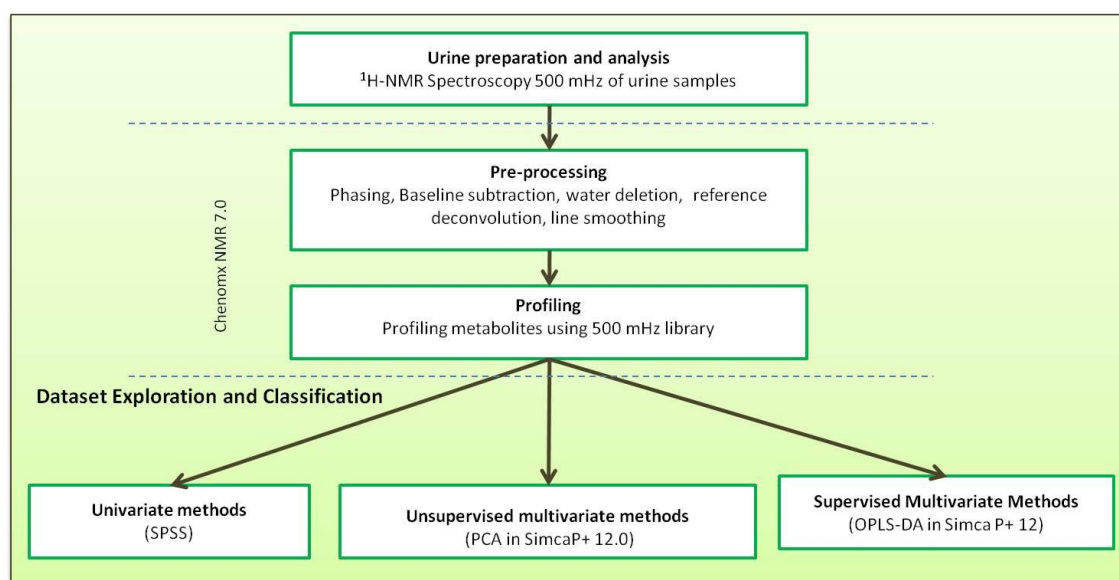 Urine preparation and analysis
¹H-NMR Spectroscopy 500 mHz of urine samples
Pre-processing
Phasing, Baseline subtraction, water deletion, reference
deconvolution, line smoothing
Chenomx NMR 7.0
Profiling
Profiling metabolites using 500 mHz library
Dataset Exploration and Classification
Univariate methods
(SPSS)
Unsupervised multivariate methods
(PCA in SimcaP+ 12.0)
Supervised Multivariate Methods
(OPLS-DA in Simca P+ 12)